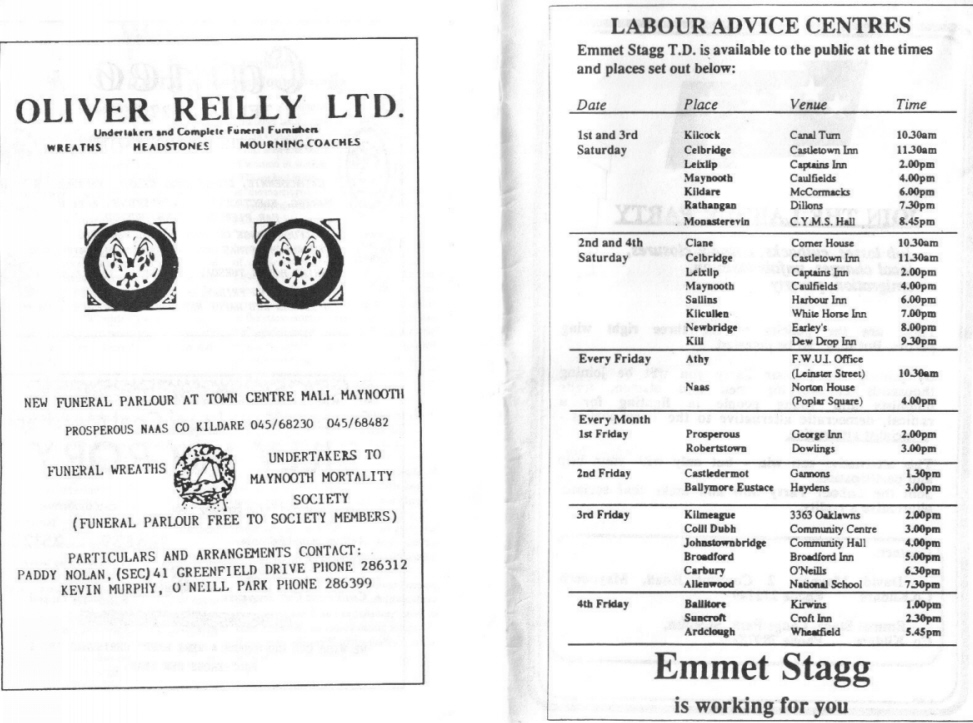 OLIVER REILLY LTD.
Undertakers and Complete Funeral Furnishers
WREATHS HEADSTONES MOURNING COACHES
NEW FUNERAL PARLOUR AT TOWN CENTRE MALL MAYNOOTH
PROSPEROUS NAAS CO KILDARE 045/68230 045/68482
FUNERAL WREATHS
UNDERTAKERS TO
MAYNOOTH MORTALITY
SOCIETY
(FUNERAL PARLOUR FREE TO SOCIETY MEMBERS)
PARTICULARS AND ARRANGEMENTS CONTACT:
PADDY NOLAN, (SEC) 41 GREENFIELD DRIVE PHONE 286312
KEVIN MURPHY, O'NEILL PARK PHONE 286399
LABOUR ADVICE CENTRES
Emmet Stagg T.D. is available to the public at the times
and places set out below:
Date Place Venue Time
1st and 3rd Kilcock Canal Turn 10.30am
Saturday Celbridge Castletown Inn 11.30am
Leixlip Captains Inn 2.00pm
Maynooth Caulfields 4.00pm
Kildare McCormacks 6.00pm
Rathangan Dillons 7.30pm
Monasterevin C.Y.M.S. Hall 8.45pm
2nd and 4th Clane Corner House 10.30am
Saturday Celbridge Castletown Inn 11.30am
Leixlip Captains Inn 2.00pm
Maynooth Caulfields 4.00pm
Sallins Harbour Inn 6.00pm
Kilcullen White Horse Inn 7.00pm
Newbridge Earley's 8.00pm
Kill Dew Drop Inn 9.30pm
Every Friday Athy F.W.U.I. Office
(Leinster Street) 10.30am
Naas Norton House
(Poplar Square) 4.00pm
Every Month
1st Friday Prosperous George Inn 2.00pm
Robertstown Dowlings 3.00pm
2nd Friday Castledermot Gannons 1.30pm
Ballymore Eustace Haydens 3.00pm
3rd Friday Kilmeague 3363 Oaklawns 2.00pm
Coill Dubh Community Centre 3.00pm
Johnstownbridge Community Hall 4.00pm
Broadford Broadford Inn 5.00pm
Carbury O'Neills 6.30pm
Allenwood National School 7.30pm
4th Friday Ballitore Kirwins 1.00pm
Suncroft Croft Inn 2.30pm
Ardclough Wheatfield 5.45pm
Emmet Stagg
is working for you